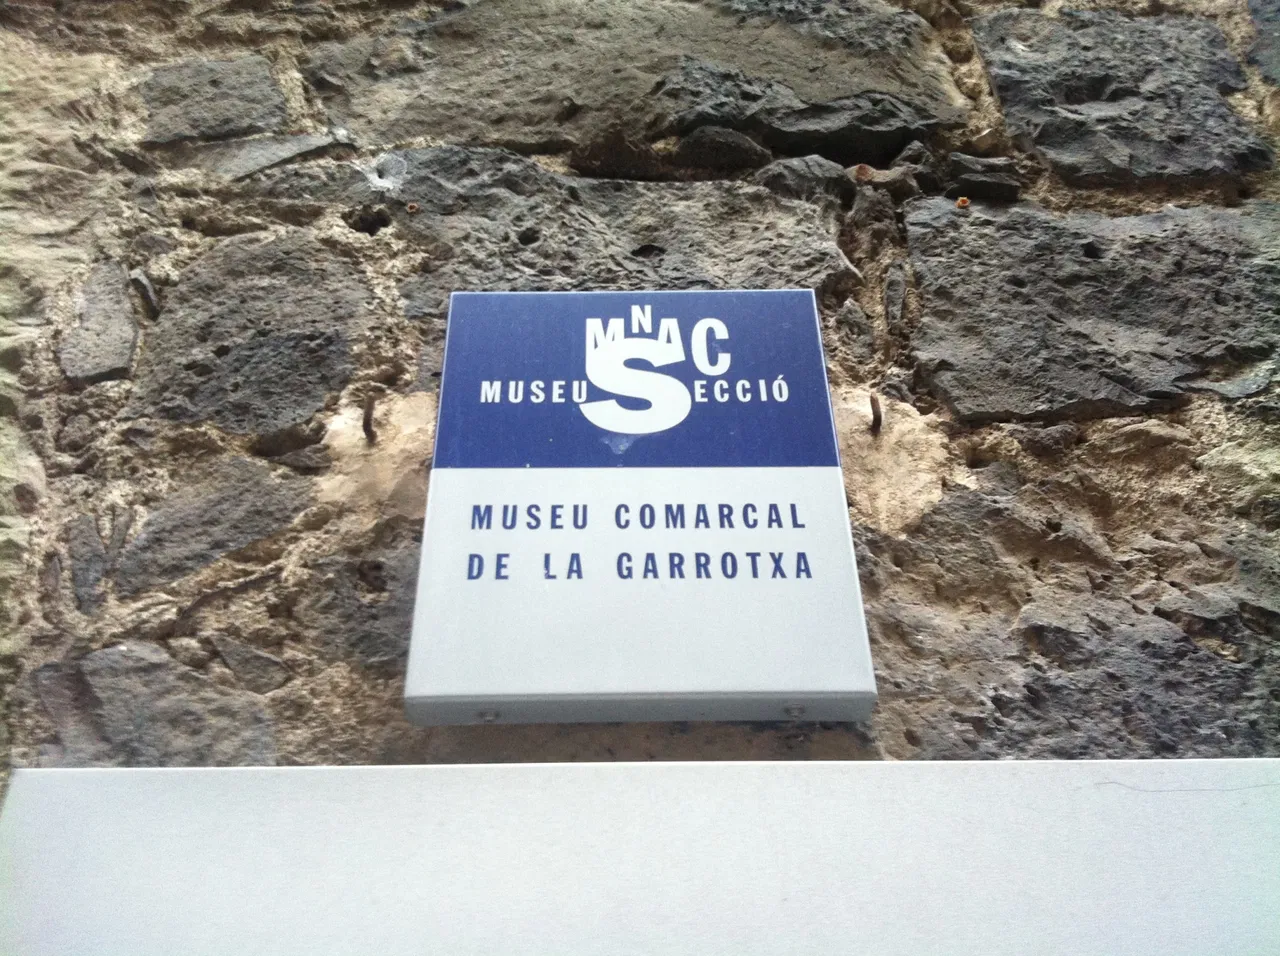 MNAC
MUSEU SECCIÓ
MUSEU COMARCAL
DE LA GARROTXA